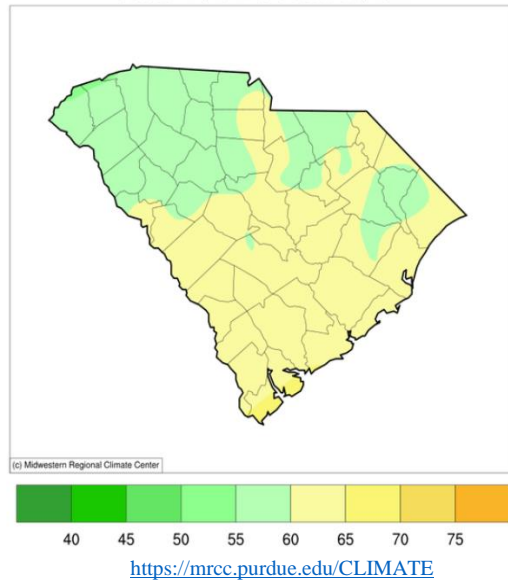 (c) Midwestern Regional Climate Center
40 45 50 55 60 65 70 75
https://mrcc.purdue.edu/CLIMATE